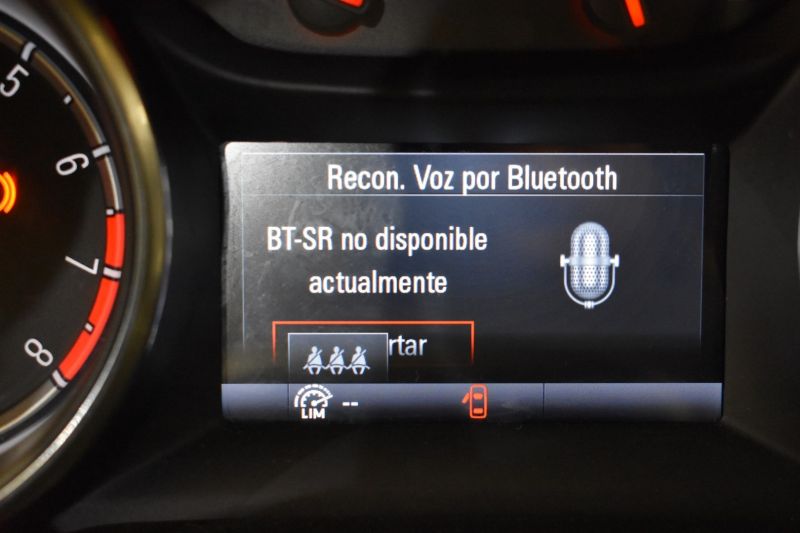 Recon. Voz por Bluetooth
BT-SR no disponible
actualmente
rtar
LIM --
5
6
7
8